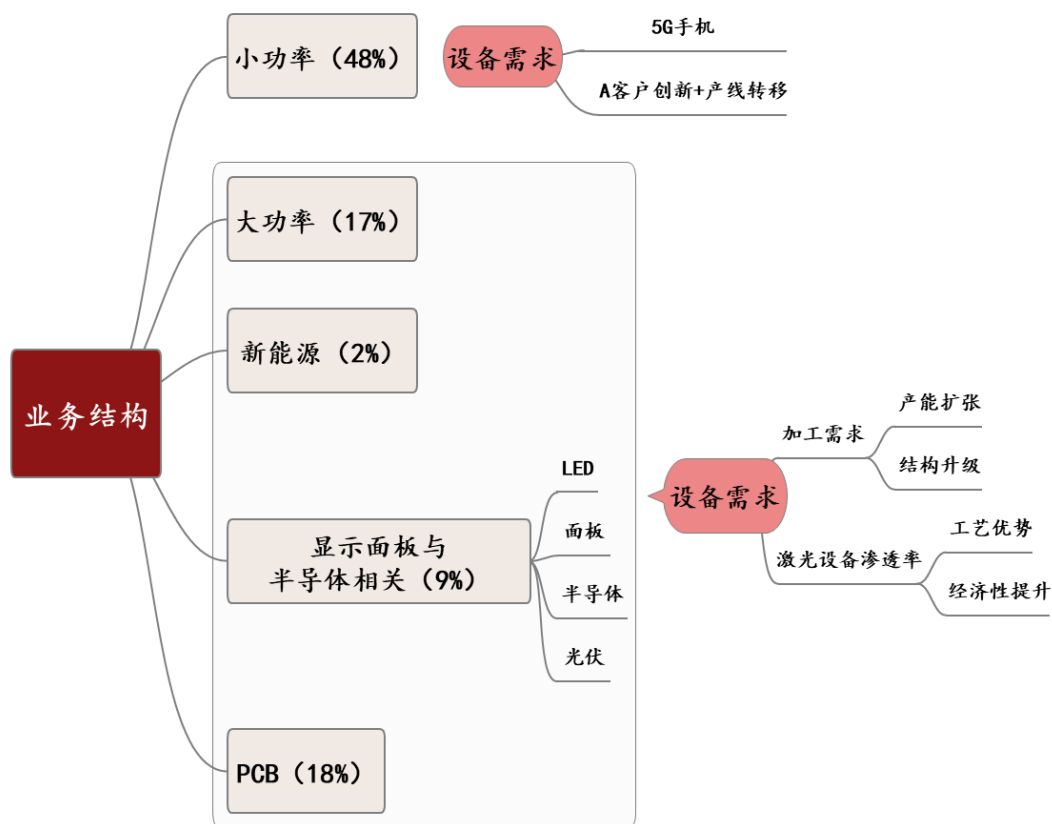 小功率（48%）
设备需求
5G手机
A客户创新+产线转移
大功率（17%）
新能源（2%）
业务结构
显示面板与
半导体相关（9%）
LED
面板
半导体
光伏
设备需求
加工需求
产能扩张
结构升级
激光设备渗透率
工艺优势
经济性提升
PCB（18%）